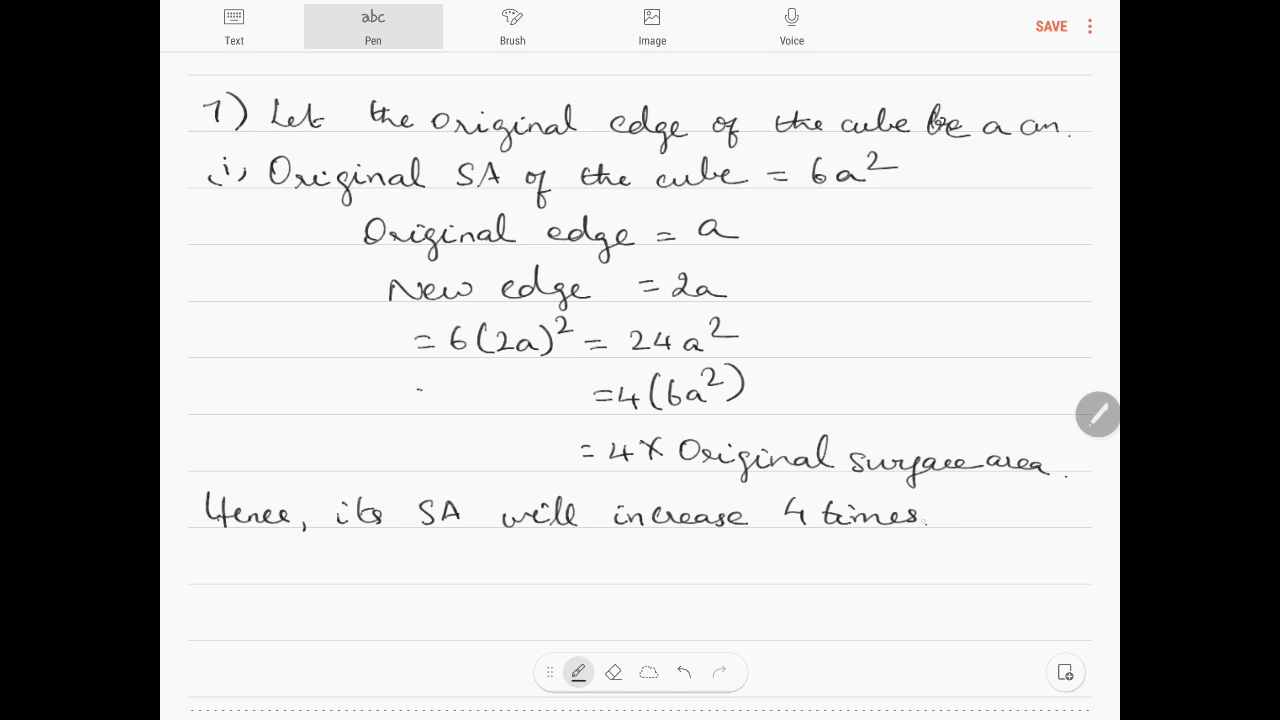 Text
abc
Pen
Brush
Image
Voice
SAVE
7) Let the original edge of the cube be a cm.
(i) Original SA of the cube = 6a²
Original edge = a
New edge = 2a
= 6(2a)² = 24a²
= 4(6a²)
= 4 × Original surface area.
Hence, its SA will increase 4 times.